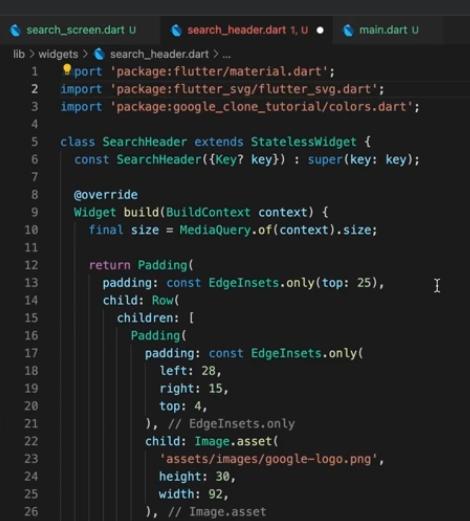 search_screen.dart U
search_header.dart 1, U
main.dart U
lib > widgets > search_header.dart > ...
1 port 'package:flutter/material.dart';
2 import 'package:flutter_svg/flutter_svg.dart';
3 import 'package:google_clone_tutorial/colors.dart';
4
5 class SearchHeader extends StatelessWidget {
6 const SearchHeader({Key? key}) : super(key: key);
7
8 @override
9 Widget build(BuildContext context) {
10 final size = MediaQuery.of(context).size;
11
12 return Padding(
13 padding: const EdgeInsets.only(top: 25),
14 child: Row(
15 children: [
16 Padding(
17 padding: const EdgeInsets.only(
18 left: 28,
19 right: 15,
20 top: 4,
21 ), // EdgeInsets.only
22 child: Image.asset(
23 'assets/images/google-logo.png',
24 height: 30,
25 width: 92,
26 ), // Image.asset